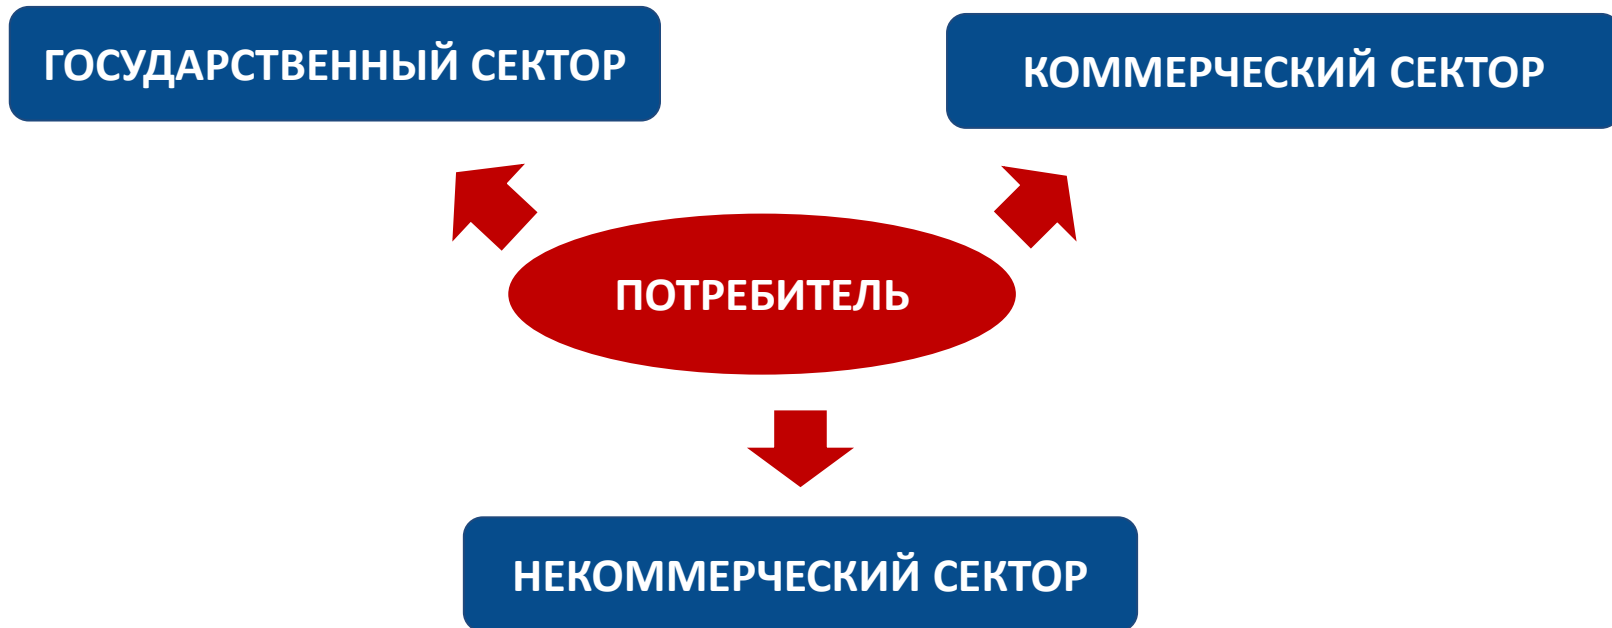 ГОСУДАРСТВЕННЫЙ СЕКТОР
КОММЕРЧЕСКИЙ СЕКТОР
ПОТРЕБИТЕЛЬ
НЕКОММЕРЧЕСКИЙ СЕКТОР